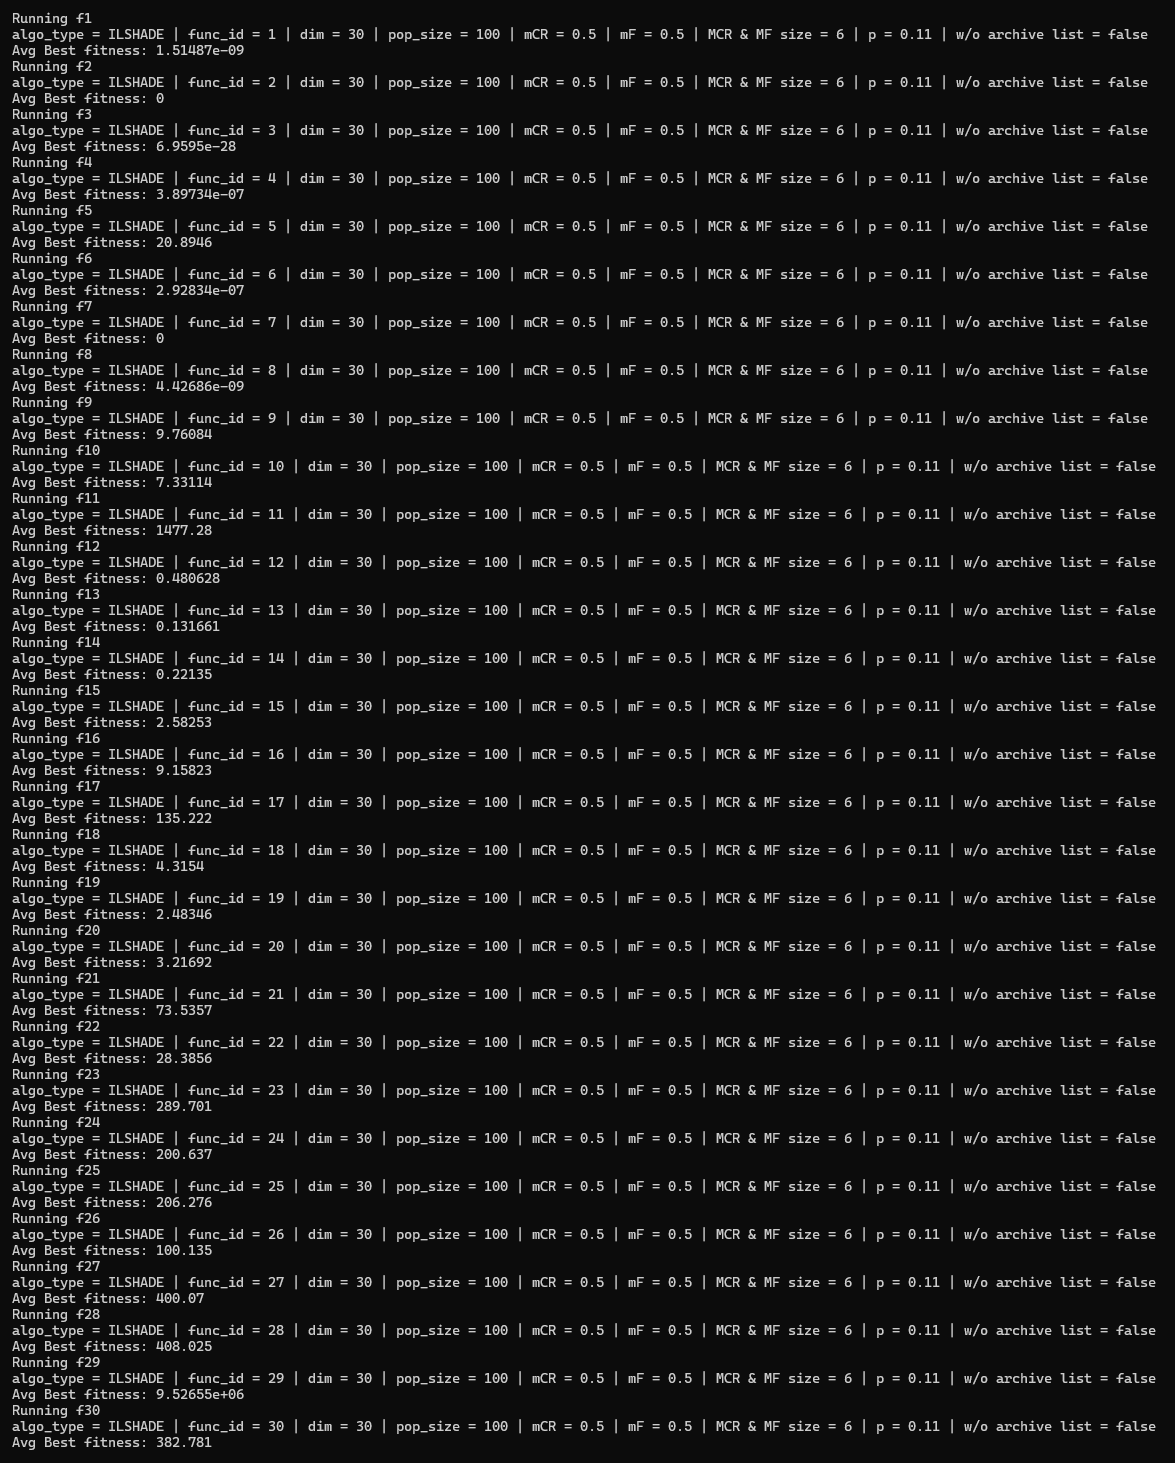 Running f1
algo_type = ILSHADE | func_id = 1 | dim = 30 | pop_size = 100 | mCR = 0.5 | mF = 0.5 | MCR & MF size = 6 | p = 0.11 | w/o archive list = false
Avg Best fitness: 1.51487e-09
Running f2
algo_type = ILSHADE | func_id = 2 | dim = 30 | pop_size = 100 | mCR = 0.5 | mF = 0.5 | MCR & MF size = 6 | p = 0.11 | w/o archive list = false
Avg Best fitness: 0
Running f3
algo_type = ILSHADE | func_id = 3 | dim = 30 | pop_size = 100 | mCR = 0.5 | mF = 0.5 | MCR & MF size = 6 | p = 0.11 | w/o archive list = false
Avg Best fitness: 6.9595e-28
Running f4
algo_type = ILSHADE | func_id = 4 | dim = 30 | pop_size = 100 | mCR = 0.5 | mF = 0.5 | MCR & MF size = 6 | p = 0.11 | w/o archive list = false
Avg Best fitness: 3.89734e-07
Running f5
algo_type = ILSHADE | func_id = 5 | dim = 30 | pop_size = 100 | mCR = 0.5 | mF = 0.5 | MCR & MF size = 6 | p = 0.11 | w/o archive list = false
Avg Best fitness: 20.8946
Running f6
algo_type = ILSHADE | func_id = 6 | dim = 30 | pop_size = 100 | mCR = 0.5 | mF = 0.5 | MCR & MF size = 6 | p = 0.11 | w/o archive list = false
Avg Best fitness: 2.92834e-07
Running f7
algo_type = ILSHADE | func_id = 7 | dim = 30 | pop_size = 100 | mCR = 0.5 | mF = 0.5 | MCR & MF size = 6 | p = 0.11 | w/o archive list = false
Avg Best fitness: 0
Running f8
algo_type = ILSHADE | func_id = 8 | dim = 30 | pop_size = 100 | mCR = 0.5 | mF = 0.5 | MCR & MF size = 6 | p = 0.11 | w/o archive list = false
Avg Best fitness: 4.42686e-09
Running f9
algo_type = ILSHADE | func_id = 9 | dim = 30 | pop_size = 100 | mCR = 0.5 | mF = 0.5 | MCR & MF size = 6 | p = 0.11 | w/o archive list = false
Avg Best fitness: 9.76084
Running f10
algo_type = ILSHADE | func_id = 10 | dim = 30 | pop_size = 100 | mCR = 0.5 | mF = 0.5 | MCR & MF size = 6 | p = 0.11 | w/o archive list = false
Avg Best fitness: 7.33114
Running f11
algo_type = ILSHADE | func_id = 11 | dim = 30 | pop_size = 100 | mCR = 0.5 | mF = 0.5 | MCR & MF size = 6 | p = 0.11 | w/o archive list = false
Avg Best fitness: 1477.28
Running f12
algo_type = ILSHADE | func_id = 12 | dim = 30 | pop_size = 100 | mCR = 0.5 | mF = 0.5 | MCR & MF size = 6 | p = 0.11 | w/o archive list = false
Avg Best fitness: 0.480628
Running f13
algo_type = ILSHADE | func_id = 13 | dim = 30 | pop_size = 100 | mCR = 0.5 | mF = 0.5 | MCR & MF size = 6 | p = 0.11 | w/o archive list = false
Avg Best fitness: 0.131661
Running f14
algo_type = ILSHADE | func_id = 14 | dim = 30 | pop_size = 100 | mCR = 0.5 | mF = 0.5 | MCR & MF size = 6 | p = 0.11 | w/o archive list = false
Avg Best fitness: 0.22135
Running f15
algo_type = ILSHADE | func_id = 15 | dim = 30 | pop_size = 100 | mCR = 0.5 | mF = 0.5 | MCR & MF size = 6 | p = 0.11 | w/o archive list = false
Avg Best fitness: 2.58253
Running f16
algo_type = ILSHADE | func_id = 16 | dim = 30 | pop_size = 100 | mCR = 0.5 | mF = 0.5 | MCR & MF size = 6 | p = 0.11 | w/o archive list = false
Avg Best fitness: 9.15823
Running f17
algo_type = ILSHADE | func_id = 17 | dim = 30 | pop_size = 100 | mCR = 0.5 | mF = 0.5 | MCR & MF size = 6 | p = 0.11 | w/o archive list = false
Avg Best fitness: 135.222
Running f18
algo_type = ILSHADE | func_id = 18 | dim = 30 | pop_size = 100 | mCR = 0.5 | mF = 0.5 | MCR & MF size = 6 | p = 0.11 | w/o archive list = false
Avg Best fitness: 4.3154
Running f19
algo_type = ILSHADE | func_id = 19 | dim = 30 | pop_size = 100 | mCR = 0.5 | mF = 0.5 | MCR & MF size = 6 | p = 0.11 | w/o archive list = false
Avg Best fitness: 2.48346
Running f20
algo_type = ILSHADE | func_id = 20 | dim = 30 | pop_size = 100 | mCR = 0.5 | mF = 0.5 | MCR & MF size = 6 | p = 0.11 | w/o archive list = false
Avg Best fitness: 3.21692
Running f21
algo_type = ILSHADE | func_id = 21 | dim = 30 | pop_size = 100 | mCR = 0.5 | mF = 0.5 | MCR & MF size = 6 | p = 0.11 | w/o archive list = false
Avg Best fitness: 73.5357
Running f22
algo_type = ILSHADE | func_id = 22 | dim = 30 | pop_size = 100 | mCR = 0.5 | mF = 0.5 | MCR & MF size = 6 | p = 0.11 | w/o archive list = false
Avg Best fitness: 28.3856
Running f23
algo_type = ILSHADE | func_id = 23 | dim = 30 | pop_size = 100 | mCR = 0.5 | mF = 0.5 | MCR & MF size = 6 | p = 0.11 | w/o archive list = false
Avg Best fitness: 289.701
Running f24
algo_type = ILSHADE | func_id = 24 | dim = 30 | pop_size = 100 | mCR = 0.5 | mF = 0.5 | MCR & MF size = 6 | p = 0.11 | w/o archive list = false
Avg Best fitness: 200.637
Running f25
algo_type = ILSHADE | func_id = 25 | dim = 30 | pop_size = 100 | mCR = 0.5 | mF = 0.5 | MCR & MF size = 6 | p = 0.11 | w/o archive list = false
Avg Best fitness: 206.276
Running f26
algo_type = ILSHADE | func_id = 26 | dim = 30 | pop_size = 100 | mCR = 0.5 | mF = 0.5 | MCR & MF size = 6 | p = 0.11 | w/o archive list = false
Avg Best fitness: 100.135
Running f27
algo_type = ILSHADE | func_id = 27 | dim = 30 | pop_size = 100 | mCR = 0.5 | mF = 0.5 | MCR & MF size = 6 | p = 0.11 | w/o archive list = false
Avg Best fitness: 400.07
Running f28
algo_type = ILSHADE | func_id = 28 | dim = 30 | pop_size = 100 | mCR = 0.5 | mF = 0.5 | MCR & MF size = 6 | p = 0.11 | w/o archive list = false
Avg Best fitness: 408.025
Running f29
algo_type = ILSHADE | func_id = 29 | dim = 30 | pop_size = 100 | mCR = 0.5 | mF = 0.5 | MCR & MF size = 6 | p = 0.11 | w/o archive list = false
Avg Best fitness: 9.52655e+06
Running f30
algo_type = ILSHADE | func_id = 30 | dim = 30 | pop_size = 100 | mCR = 0.5 | mF = 0.5 | MCR & MF size = 6 | p = 0.11 | w/o archive list = false
Avg Best fitness: 382.781